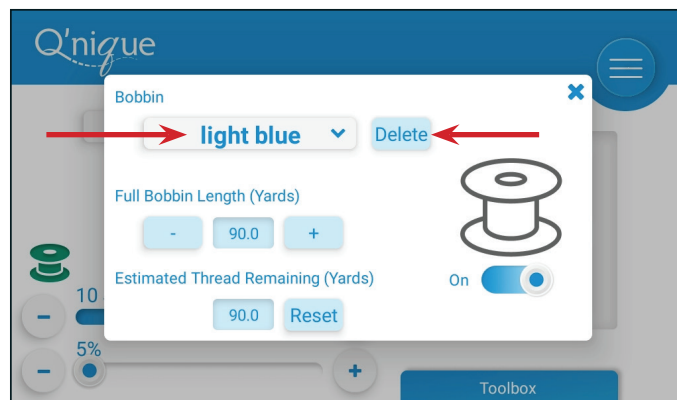 Q'nique
Bobbin
light blue
Delete
Full Bobbin Length (Yards)
- 90.0 +
10
Estimated Thread Remaining (Yards)
On
90.0 Reset
5%
Toolbox